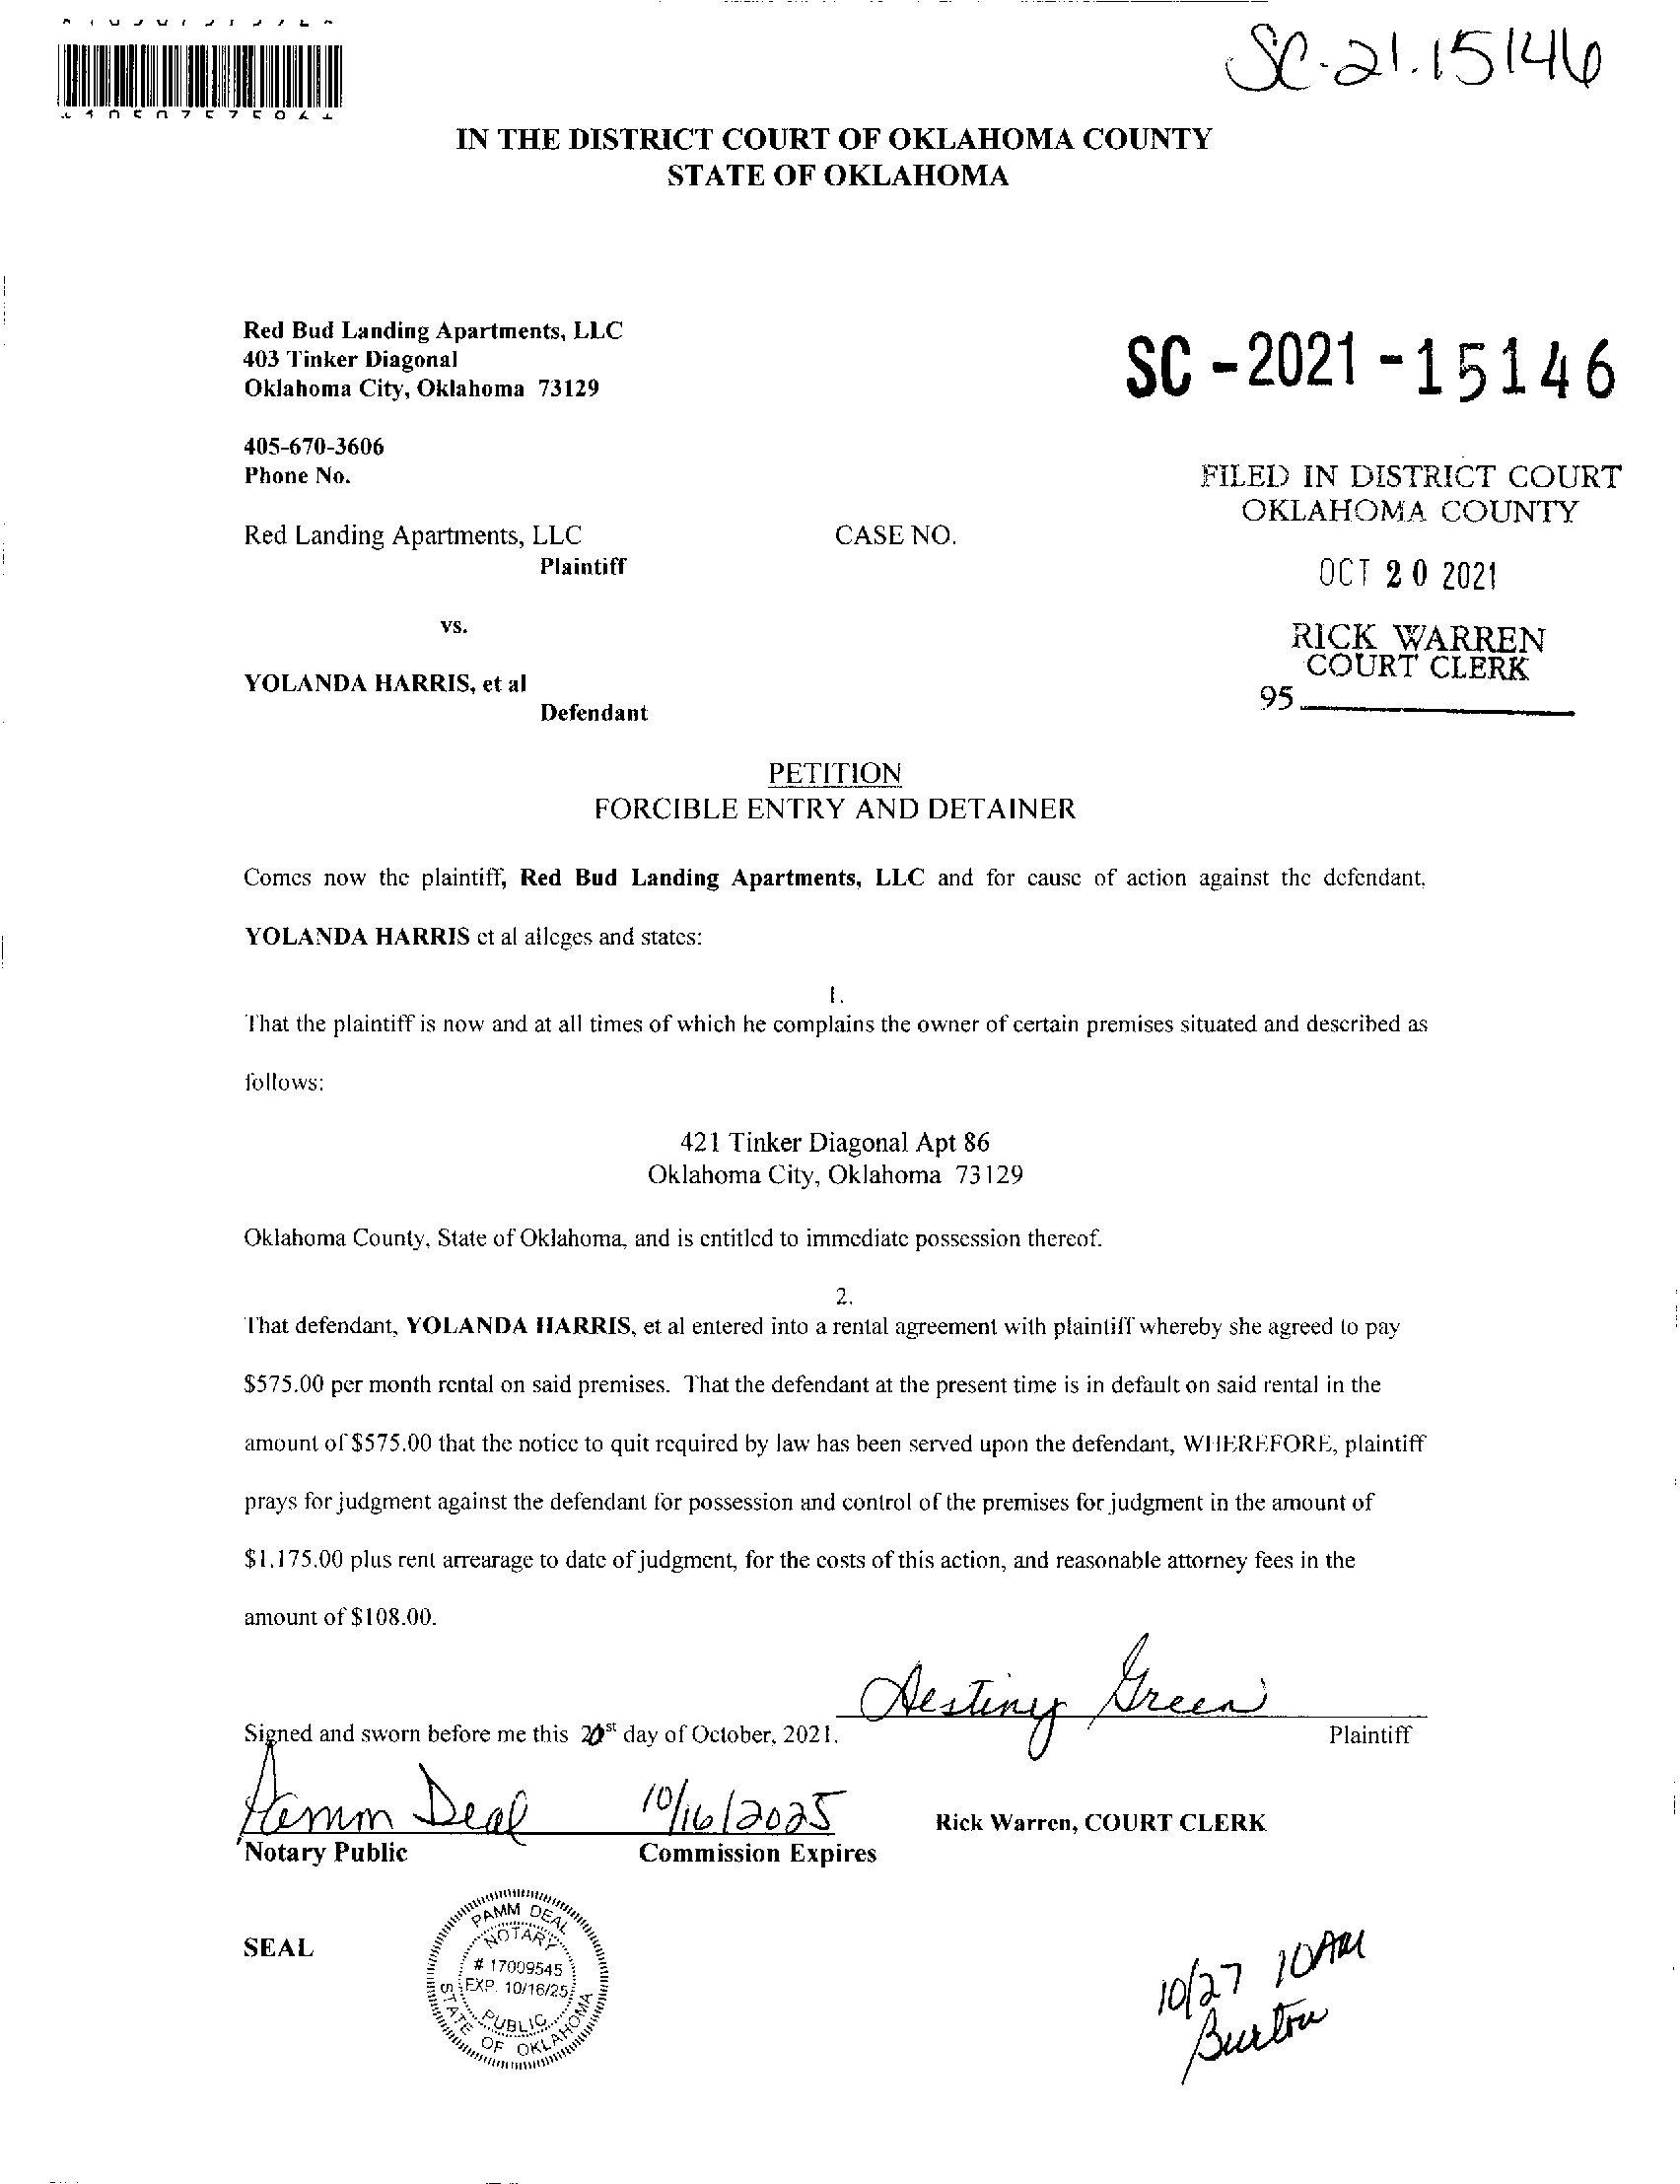 SC-21.15146
IN THE DISTRICT COURT OF OKLAHOMA COUNTY
STATE OF OKLAHOMA
Red Bud Landing Apartments, LLC
403 Tinker Diagonal
Oklahoma City, Oklahoma 73129
SC-2021-15146
405-670-3606
Phone No.
FILED IN DISTRICT COURT
OKLAHOMA COUNTY
Red Landing Apartments, LLC CASE NO.
Plaintiff
OCT 20 2021
vs.
RICK WARREN
COURT CLERK
YOLANDA HARRIS, et al
95
Defendant
PETITION
FORCIBLE ENTRY AND DETAINER
Comes now the plaintiff, Red Bud Landing Apartments, LLC and for cause of action against the defendant,
YOLANDA HARRIS et al alleges and states:
1.
That the plaintiff is now and at all times of which he complains the owner of certain premises situated and described as
follows:
421 Tinker Diagonal Apt 86
Oklahoma City, Oklahoma 73129
Oklahoma County, State of Oklahoma, and is entitled to immediate possession thereof.
2.
That defendant, YOLANDA HARRIS, et al entered into a rental agreement with plaintiff whereby she agreed to pay
$575.00 per month rental on said premises. That the defendant at the present time is in default on said rental in the
amount of $575.00 that the notice to quit required by law has been served upon the defendant, WHEREFORE, plaintiff
prays for judgment against the defendant for possession and control of the premises for judgment in the amount of
$1,175.00 plus rent arrearage to date of judgment, for the costs of this action, and reasonable attorney fees in the
amount of $108.00.
Destiny Green
Signed and sworn before me this 20st day of October, 2021.
Plaintiff
Pamm Deal 10/16/2025
Rick Warren, COURT CLERK
Notary Public Commission Expires
SEAL
PAMM DEAL
NOTARY
# 17009545
EXP. 10/16/25
PUBLIC
STATE OF OKLAHOMA
10/27 10AM
Burton